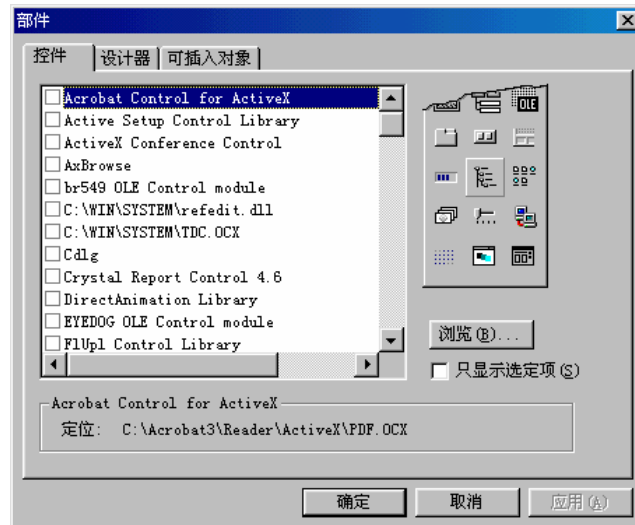 部件
控件 设计器 可插入对象
Acrobat Control for ActiveX
Active Setup Control Library
ActiveX Conference Control
AxBrowse
br549 OLE Control module
C:\WIN\SYSTEM\refedit.dll
C:\WIN\SYSTEM\TDC.OCX
Cdlg
Crystal Report Control 4.6
DirectAnimation Library
EYEDOG OLE Control module
FlUpl Control Library
OLE
浏览(B)...
只显示选定项(S)
Acrobat Control for ActiveX
定位: C:\Acrobat3\Reader\ActiveX\PDF.OCX
确定 取消 应用(A)